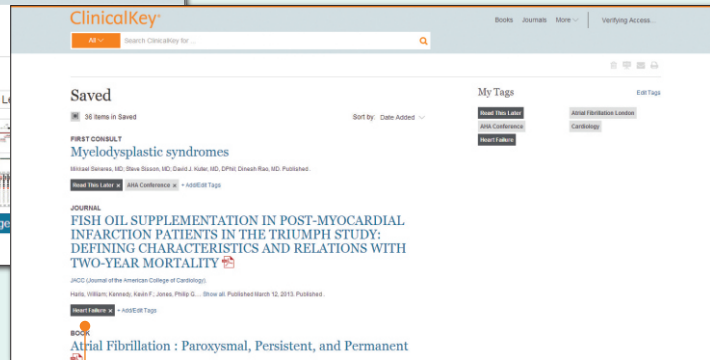 ClinicalKey
Books Journals More Verifying Access...
All Search ClinicalKey for ...
Saved
36 Items in Saved
Sort by: Date Added
FIRST CONSULT
Myelodysplastic syndromes
Mikkael Sekeres, MD; Steve Sisson, MD; David J. Kuter, MD, DPhil; Dinesh Rao, MD. Published.
Read This Later x AHA Conference x + Add/Edit Tags
JOURNAL
FISH OIL SUPPLEMENTATION IN POST-MYOCARDIAL
INFARCTION PATIENTS IN THE TRIUMPH STUDY:
DEFINING CHARACTERISTICS AND RELATIONS WITH
TWO-YEAR MORTALITY
JACC (Journal of the American College of Cardiology)
Harris, William; Kennedy, Kevin F.; Jones, Philip G. ... Show all. Published March 12, 2013. Published.
Heart Failure x + Add/Edit Tags
BOOK
Atrial Fibrillation : Paroxysmal, Persistent, and Permanent
My Tags Edit Tags
Read This Later Atrial Fibrillation London
AHA Conference Cardiology
Heart Failure